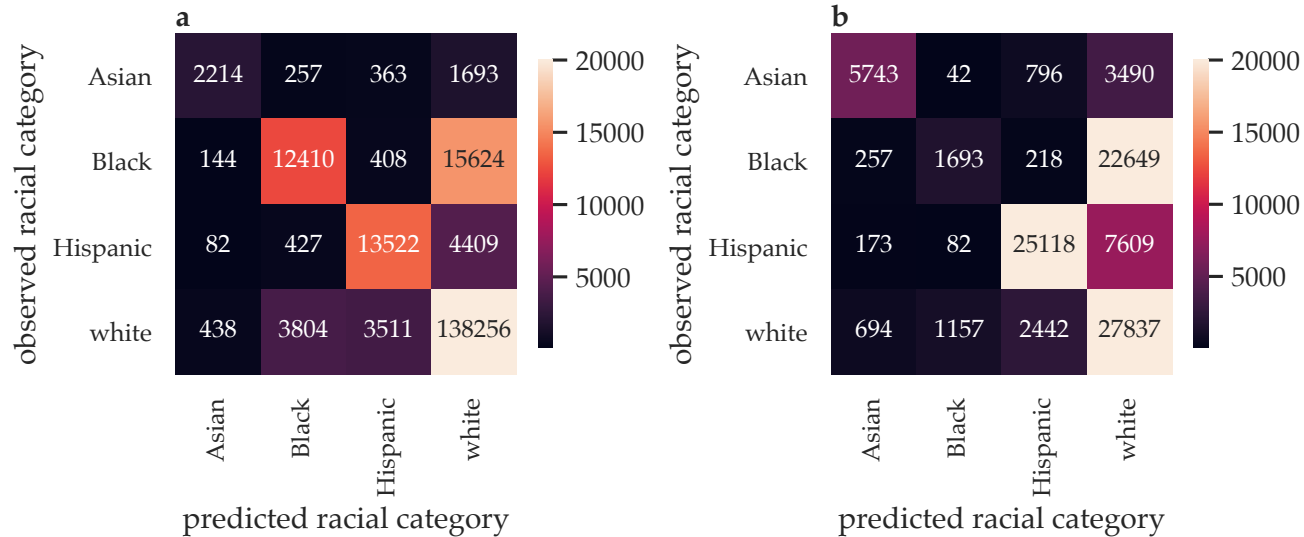 a
observed racial category
Asian
Black
Hispanic
white
2214 257 363 1693
144 12410 408 15624
82 427 13522 4409
438 3804 3511 138256
Asian
Black
Hispanic
white
predicted racial category
20000
15000
10000
5000
b
observed racial category
Asian
Black
Hispanic
white
5743 42 796 3490
257 1693 218 22649
173 82 25118 7609
694 1157 2442 27837
Asian
Black
Hispanic
white
predicted racial category
20000
15000
10000
5000